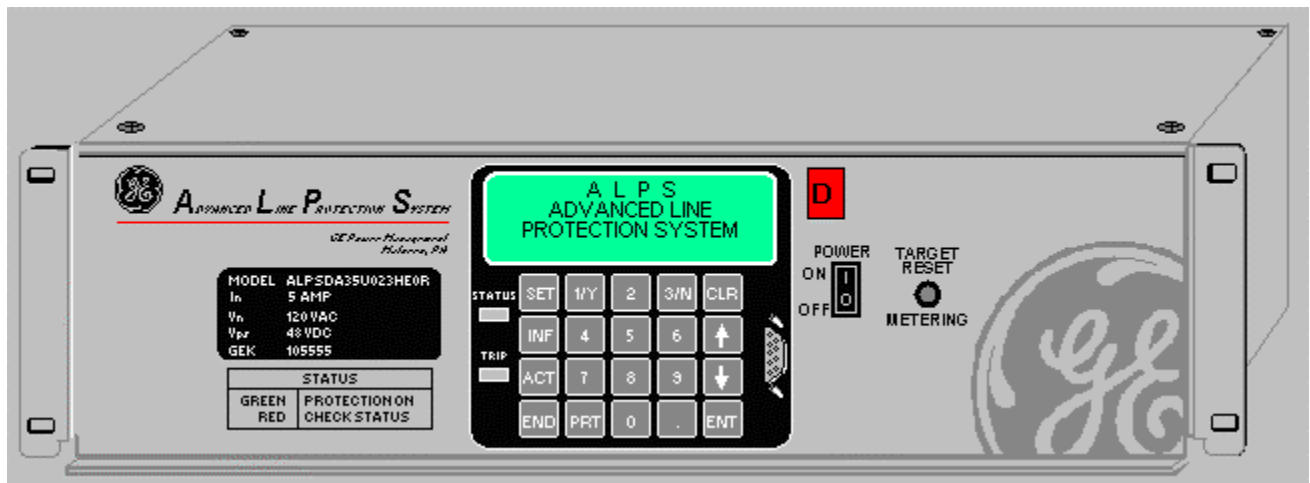 GE ADVANCED LINE PROTECTION SYSTEM
GE Power Management
Malvern, PA
MODEL ALPSDA35U023HE0R
In 5 AMP
Vn 120 VAC
Vps 48 VDC
GEK 105555
STATUS
GREEN PROTECTION ON
RED CHECK STATUS
A L P S
ADVANCED LINE
PROTECTION SYSTEM
STATUS
TRIP
SET 1/Y 2 3/N CLR
INF 4 5 6
ACT 7 8 9
END PRT 0 . ENT
D
POWER
ON I
OFF O
TARGET
RESET
METERING
GE